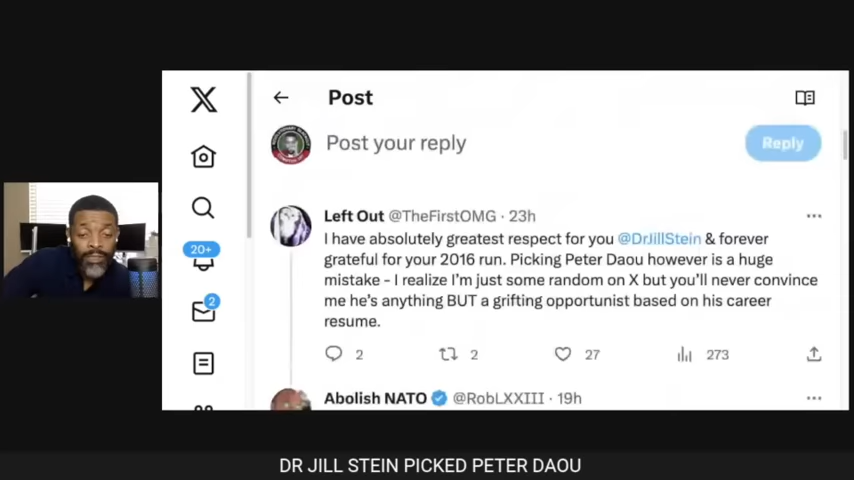 Post
Post your reply
Reply
20+
2
Left Out @TheFirstOMG · 23h
I have absolutely greatest respect for you @DrJillStein & forever
grateful for your 2016 run. Picking Peter Daou however is a huge
mistake - I realize I'm just some random on X but you'll never convince
me he's anything BUT a grifting opportunist based on his career
resume.
2 2 27 273
Abolish NATO @RobLXXIII · 19h
DR JILL STEIN PICKED PETER DAOU